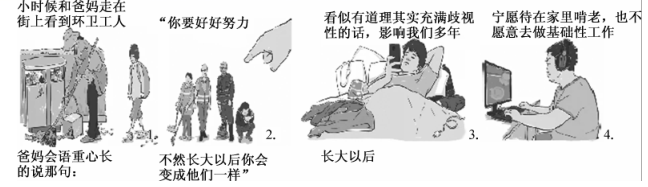 小时候和爸妈走在
街上看到环卫工人
1.
爸妈会语重心长
的说那句：
“你要好好努力
2.
不然长大以后你会
变成他们一样”
看似有道理其实充满歧视
性的话，影响我们多年
3.
长大以后
宁愿待在家里啃老，也不
愿意去做基础性工作
4.